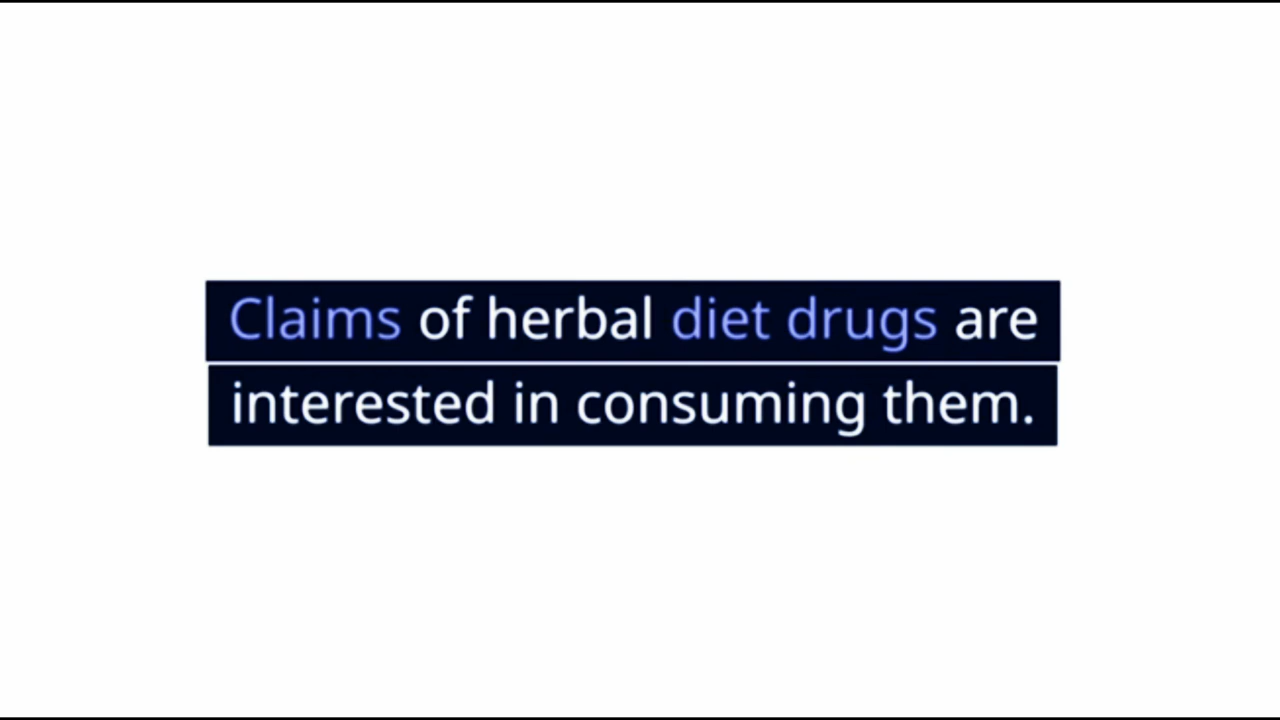 Claims of herbal diet drugs are
interested in consuming them.